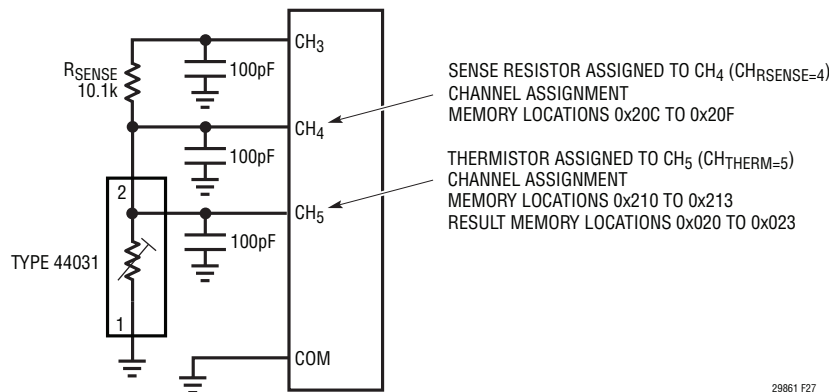 CH3
RSENSE
10.1k
100pF
SENSE RESISTOR ASSIGNED TO CH4 (CHRSENSE=4)
CHANNEL ASSIGNMENT
MEMORY LOCATIONS 0x20C TO 0x20F
CH4
100pF
THERMISTOR ASSIGNED TO CH5 (CHTHERM=5)
CHANNEL ASSIGNMENT
MEMORY LOCATIONS 0x210 TO 0x213
RESULT MEMORY LOCATIONS 0x020 TO 0x023
2
CH5
100pF
TYPE 44031
1
COM
29861 F27